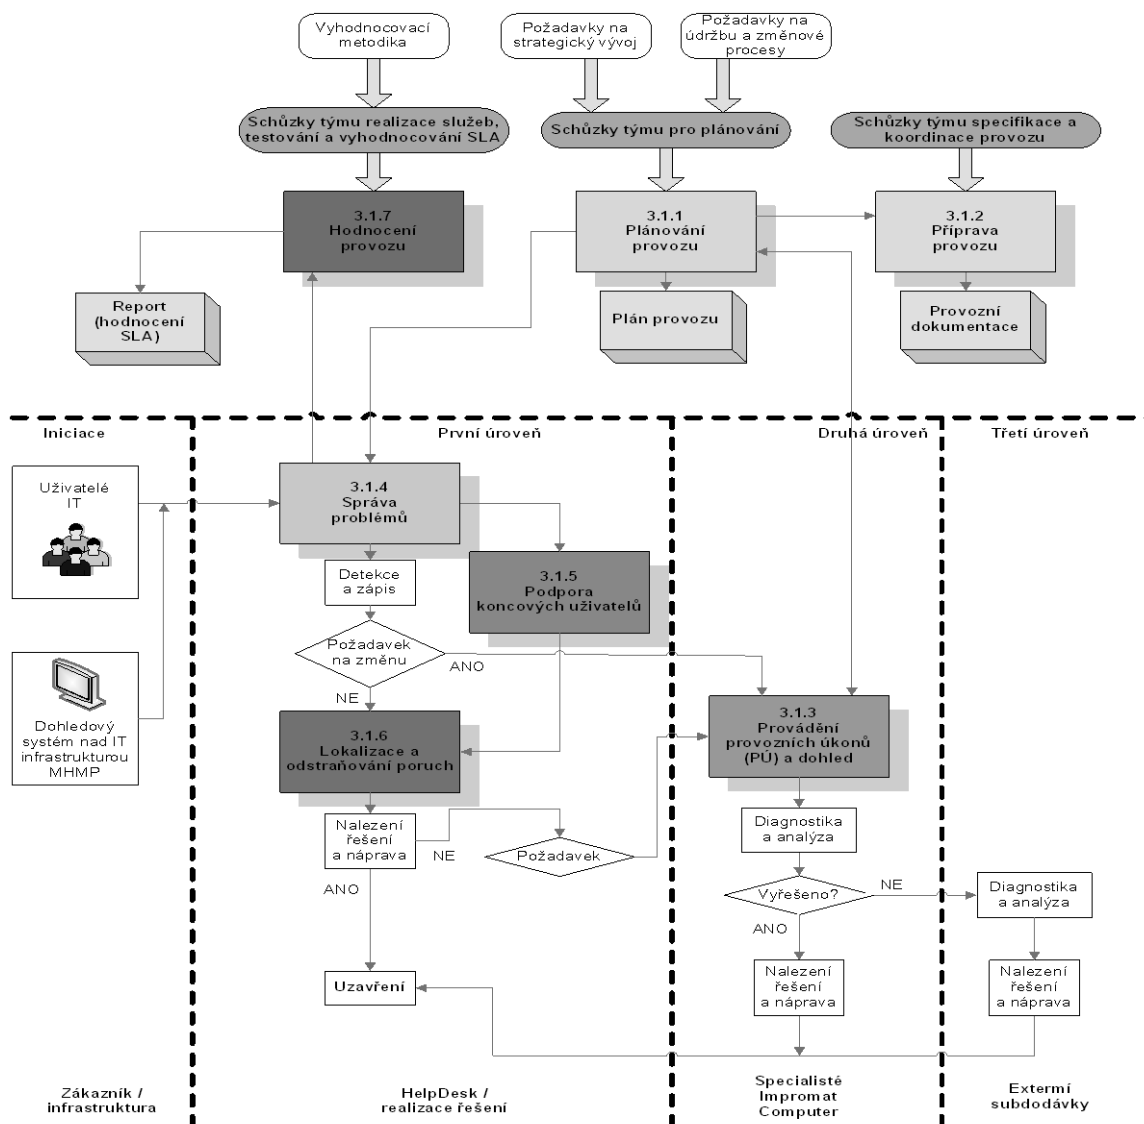 Vyhodnocovací
metodika
Požadavky na
strategický vývoj
Požadavky na
údržbu a změnové
procesy
Schůzky týmu realizace služeb,
testování a vyhodnocování SLA
Schůzky týmu pro plánování
Schůzky týmu specifikace a
koordinace provozu
3.1.7
Hodnocení
provozu
3.1.1
Plánování
provozu
3.1.2
Příprava
provozu
Report
(hodnocení
SLA)
Plán provozu
Provozní
dokumentace
Iniciace
První úroveň
Druhá úroveň
Třetí úroveň
Uživatelé
IT
3.1.4
Správa
problémů
Detekce
a zápis
3.1.5
Podpora
koncových uživatelů
Požadavek
na změnu
ANO
NE
Dohledový
systém nad IT
infrastrukturou
MHMP
3.1.6
Lokalizace a
odstraňování poruch
3.1.3
Provádění
provozních úkonů
(PÚ) a dohled
Nalezení
řešení
a náprava
NE
Požadavek
ANO
Diagnostika
a analýza
Vyřešeno?
NE
ANO
Diagnostika
a analýza
Uzavření
Nalezení
řešení
a náprava
Nalezení
řešení
a náprava
Zákazník /
infrastruktura
HelpDesk /
realizace řešení
Specialisté
Impromat
Computer
Extermí
subdodávky